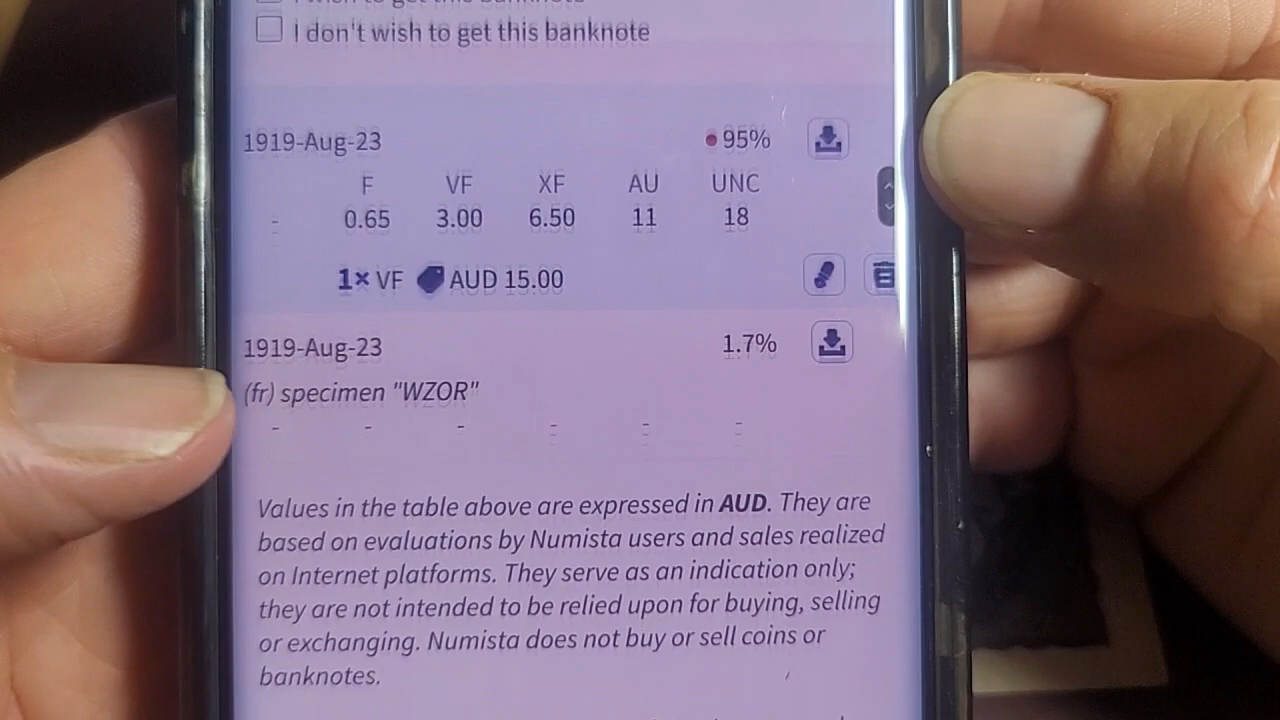 I don't wish to get this banknote
1919-Aug-23 95%
F VF XF AU UNC
- 0.65 3.00 6.50 11 18
1× VF AUD 15.00
1919-Aug-23 1.7%
(fr) specimen "WZOR"
- - - - - -
Values in the table above are expressed in AUD. They are
based on evaluations by Numista users and sales realized
on Internet platforms. They serve as an indication only;
they are not intended to be relied upon for buying, selling
or exchanging. Numista does not buy or sell coins or
banknotes.